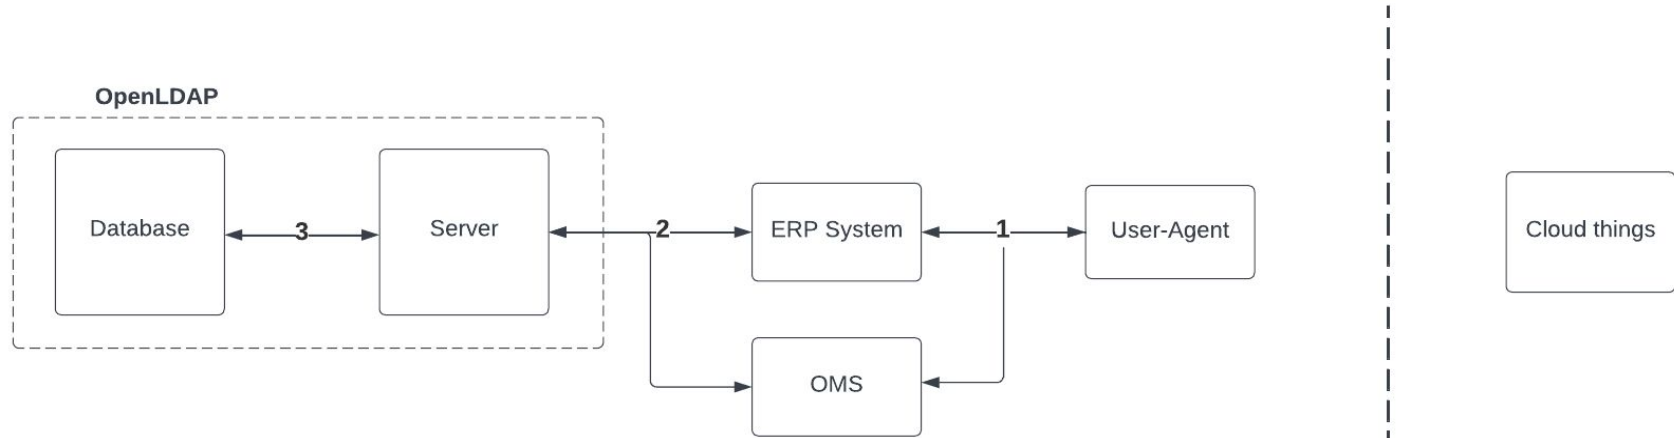 OpenLDAP
Database
3
Server
2
ERP System
1
User-Agent
Cloud things
OMS